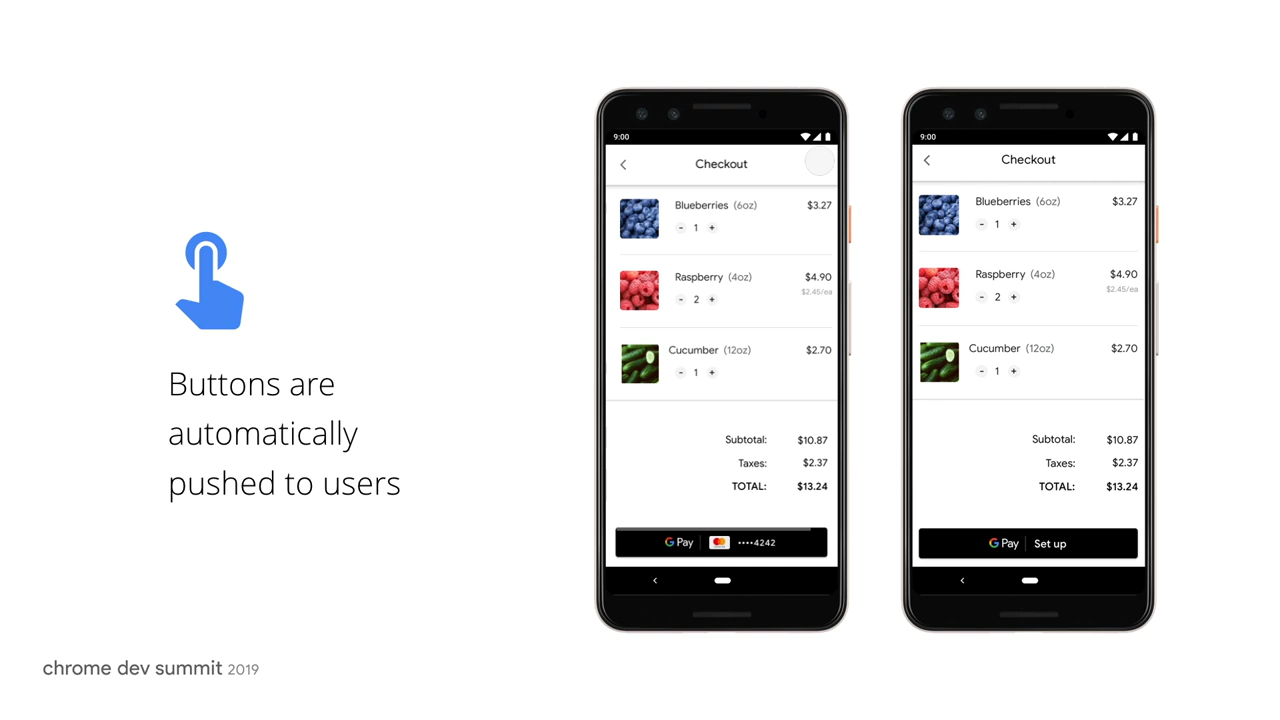 Buttons are
automatically
pushed to users
chrome dev summit 2019
9:00
Checkout
Blueberries (6oz) $3.27
- 1 +
Raspberry (4oz) $4.90
$2.45/ea
- 2 +
Cucumber (12oz) $2.70
- 1 +
Subtotal: $10.87
Taxes: $2.37
TOTAL: $13.24
G Pay ····4242
9:00
Checkout
Blueberries (6oz) $3.27
- 1 +
Raspberry (4oz) $4.90
$2.45/ea
- 2 +
Cucumber (12oz) $2.70
- 1 +
Subtotal: $10.87
Taxes: $2.37
TOTAL: $13.24
G Pay Set up